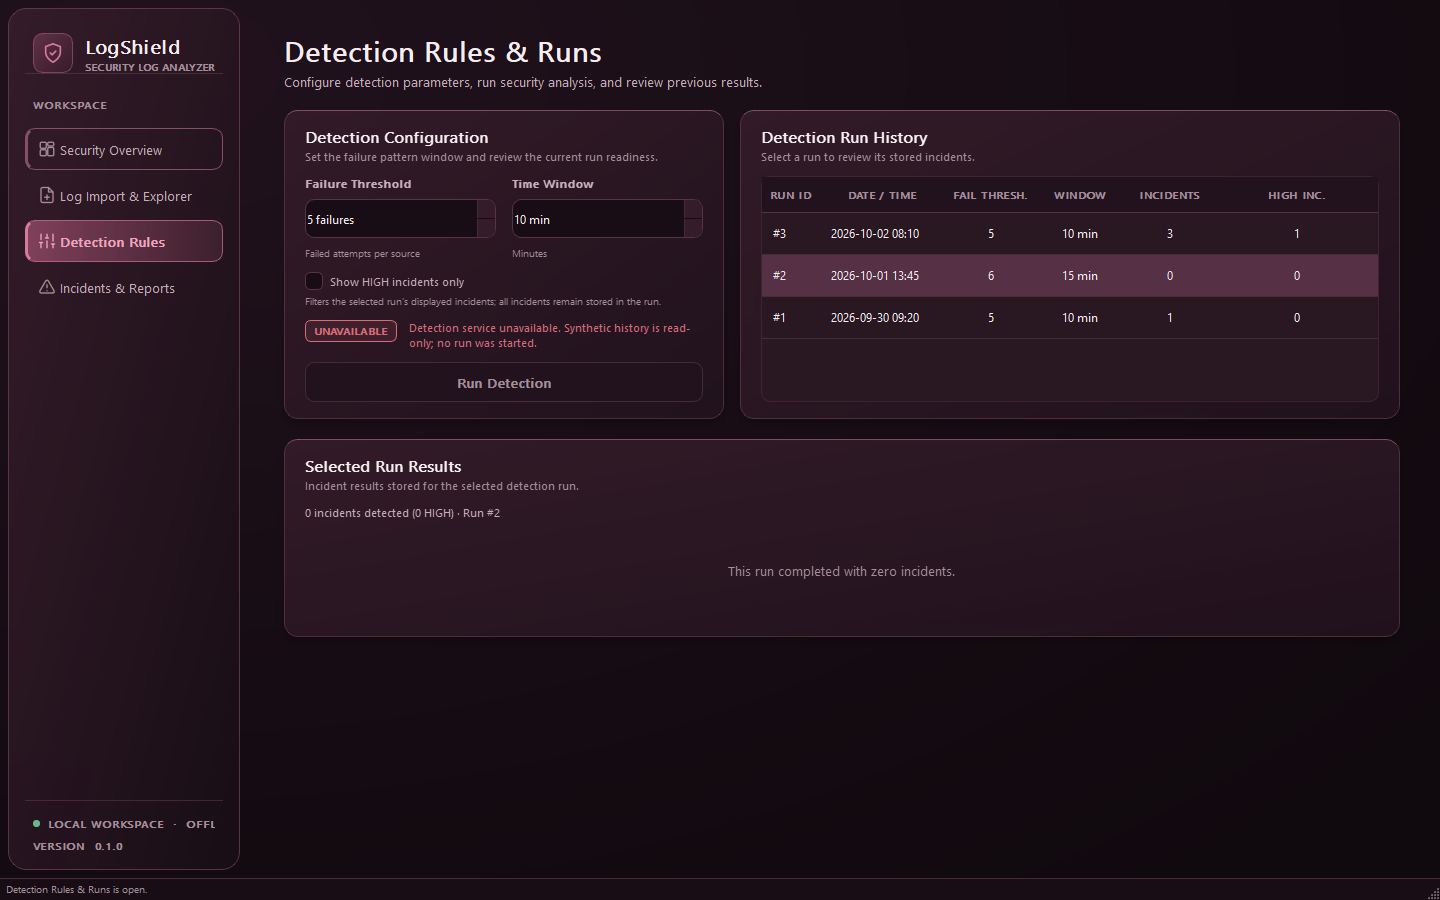 LogShield
SECURITY LOG ANALYZER
WORKSPACE
Security Overview
Log Import & Explorer
Detection Rules
Incidents & Reports
LOCAL WORKSPACE · OFFL
VERSION 0.1.0
Detection Rules & Runs
Configure detection parameters, run security analysis, and review previous results.
Detection Configuration
Set the failure pattern window and review the current run readiness.
Failure Threshold Time Window
5 failures 10 min
Failed attempts per source Minutes
Show HIGH incidents only
Filters the selected run's displayed incidents; all incidents remain stored in the run.
UNAVAILABLE
Detection service unavailable. Synthetic history is read-
only; no run was started.
Run Detection
Detection Run History
Select a run to review its stored incidents.
RUN ID DATE / TIME FAIL THRESH. WINDOW INCIDENTS HIGH INC.
#3 2026-10-02 08:10 5 10 min 3 1
#2 2026-10-01 13:45 6 15 min 0 0
#1 2026-09-30 09:20 5 10 min 1 0
Selected Run Results
Incident results stored for the selected detection run.
0 incidents detected (0 HIGH) · Run #2
This run completed with zero incidents.
Detection Rules & Runs is open.